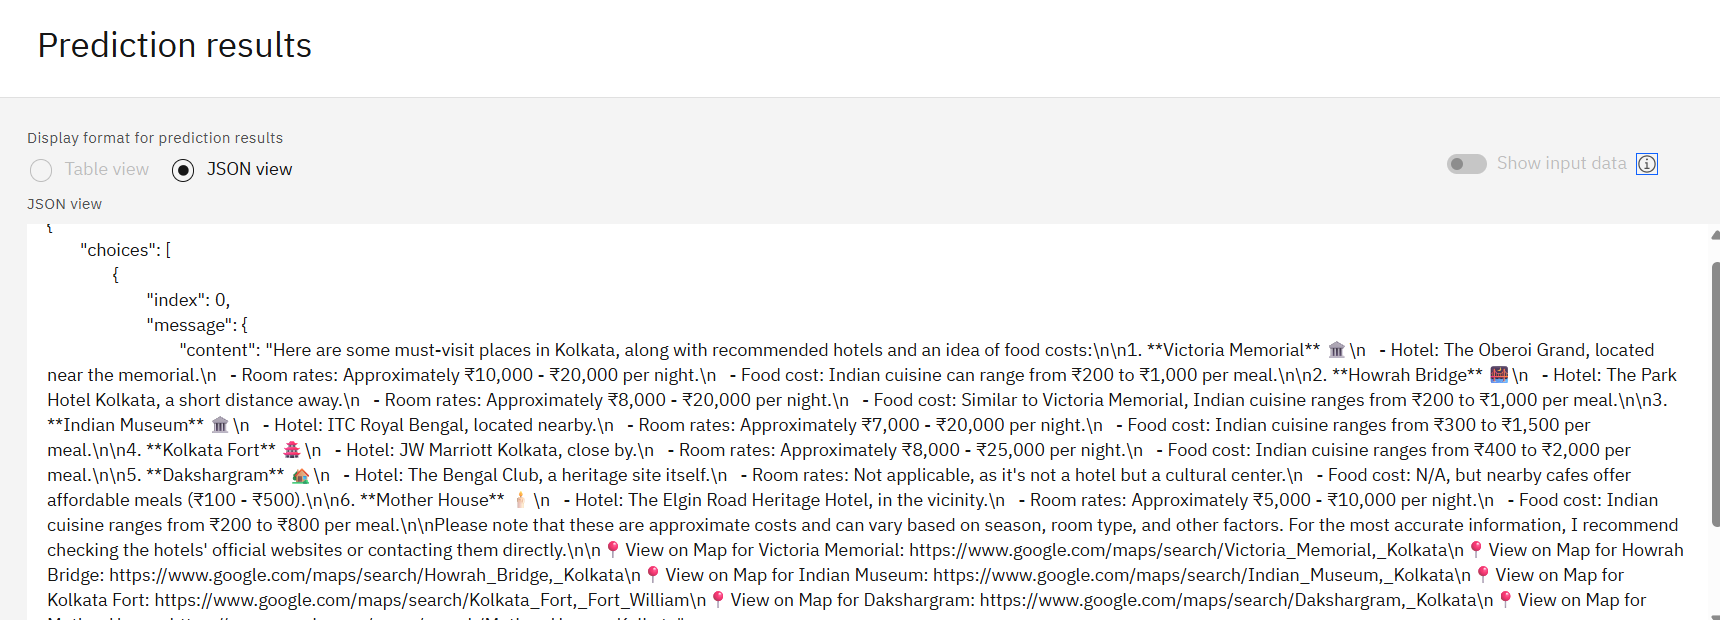 Prediction results
Display format for prediction results
Table view
JSON view
Show input data
JSON view
{
"choices": [
{
"index": 0,
"message": {
"content": "Here are some must-visit places in Kolkata, along with recommended hotels and an idea of food costs:\n\n1. **Victoria Memorial** 🏛️\n - Hotel: The Oberoi Grand, located
near the memorial.\n - Room rates: Approximately ₹10,000 - ₹20,000 per night.\n - Food cost: Indian cuisine can range from ₹200 to ₹1,000 per meal.\n\n2. **Howrah Bridge** 🌉\n - Hotel: The Park
Hotel Kolkata, a short distance away.\n - Room rates: Approximately ₹8,000 - ₹20,000 per night.\n - Food cost: Similar to Victoria Memorial, Indian cuisine ranges from ₹200 to ₹1,000 per meal.\n\n3.
**Indian Museum** 🏛️\n - Hotel: ITC Royal Bengal, located nearby.\n - Room rates: Approximately ₹7,000 - ₹20,000 per night.\n - Food cost: Indian cuisine ranges from ₹300 to ₹1,500 per
meal.\n\n4. **Kolkata Fort** 🏯\n - Hotel: JW Marriott Kolkata, close by.\n - Room rates: Approximately ₹8,000 - ₹25,000 per night.\n - Food cost: Indian cuisine ranges from ₹400 to ₹2,000 per
meal.\n\n5. **Dakshargram** 🏘️\n - Hotel: The Bengal Club, a heritage site itself.\n - Room rates: Not applicable, as it's not a hotel but a cultural center.\n - Food cost: N/A, but nearby cafes offer
affordable meals (₹100 - ₹500).\n\n6. **Mother House** 🕯️\n - Hotel: The Elgin Road Heritage Hotel, in the vicinity.\n - Room rates: Approximately ₹5,000 - ₹10,000 per night.\n - Food cost: Indian
cuisine ranges from ₹200 to ₹800 per meal.\n\nPlease note that these are approximate costs and can vary based on season, room type, and other factors. For the most accurate information, I recommend
checking the hotels' official websites or contacting them directly.\n\n📍 View on Map for Victoria Memorial: https://www.google.com/maps/search/Victoria_Memorial,_Kolkata\n📍 View on Map for Howrah
Bridge: https://www.google.com/maps/search/Howrah_Bridge,_Kolkata\n📍 View on Map for Indian Museum: https://www.google.com/maps/search/Indian_Museum,_Kolkata\n📍 View on Map for
Kolkata Fort: https://www.google.com/maps/search/Kolkata_Fort,_Fort_William\n📍 View on Map for Dakshargram: https://www.google.com/maps/search/Dakshargram,_Kolkata\n📍 View on Map for